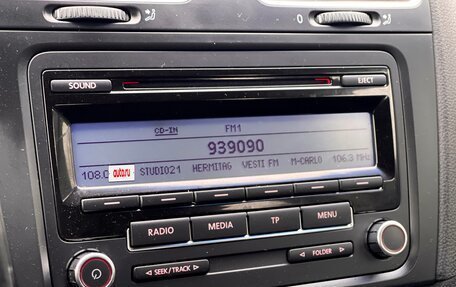 0
SOUND
EJECT
CD-IN FM1
939090
108.0 auto.ru STUDIO21 HERMITAG VESTI FM M-CARLO 106.3 MHz
RADIO MEDIA TP MENU
SEEK/TRACK
FOLDER